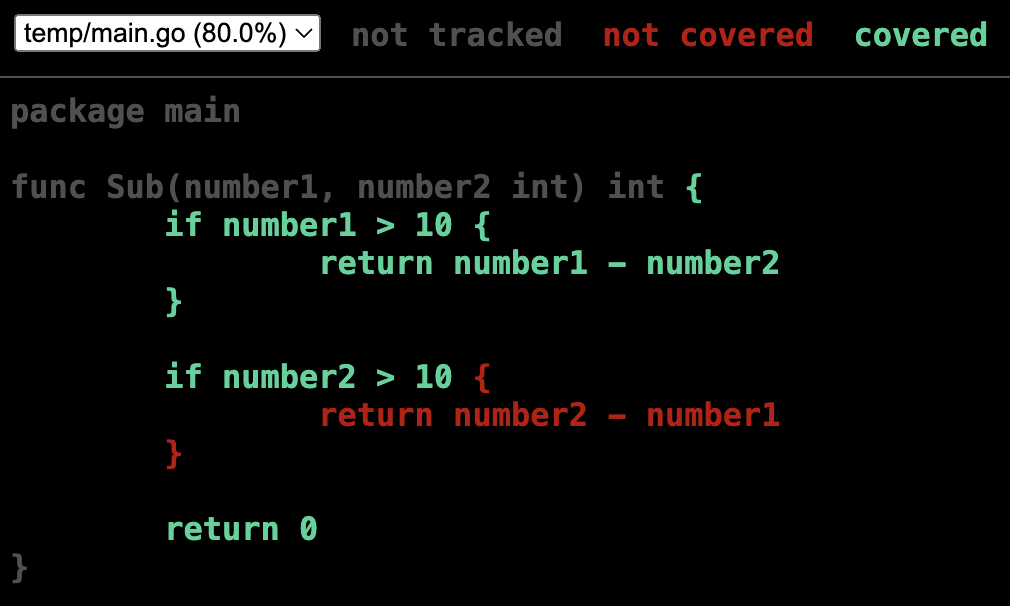 temp/main.go (80.0%) not tracked not covered covered
package main
func Sub(number1, number2 int) int {
if number1 > 10 {
return number1 - number2
}
if number2 > 10 {
return number2 - number1
}
return 0
}